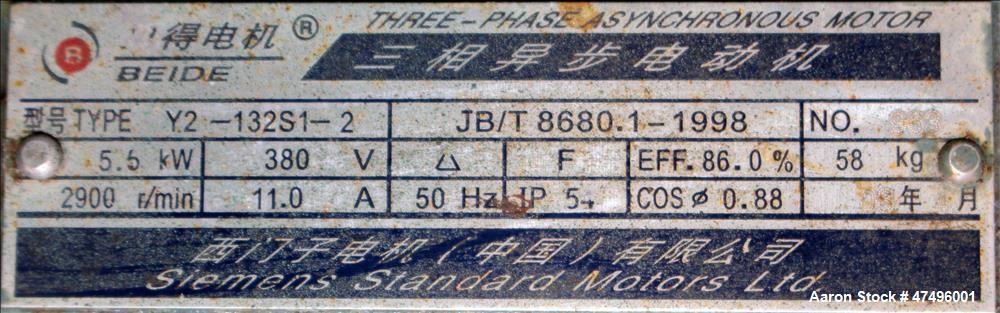 得电机®
BEIDE
THREE-PHASE ASYNCHRONOUS MOTOR
三相异步电动机
型号 TYPE Y2-132S1-2 JB/T 8680.1-1998 NO.
5.5 kW 380 V △ F EFF. 86.0 % 58 kg
2900 r/min 11.0 A 50 Hz IP 54 COS ø 0.88 年 月
西门子电机(中国)有限公司
Siemens Standard Motors Ltd.
Aaron Stock # 47496001